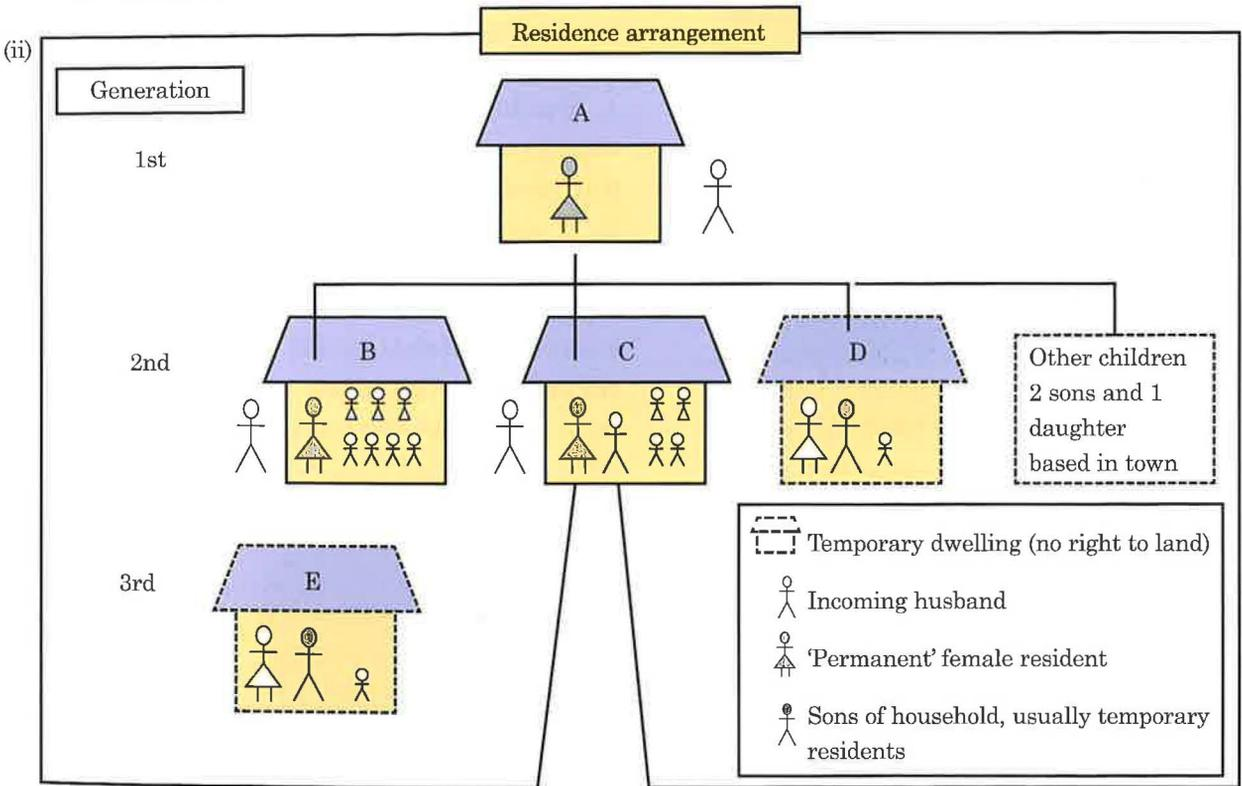 (ii)
Residence arrangement
Generation
1st
A
2nd
B
C
D
Other children
2 sons and 1
daughter
based in town
3rd
E
Temporary dwelling (no right to land)
Incoming husband
'Permanent' female resident
Sons of household, usually temporary
residents